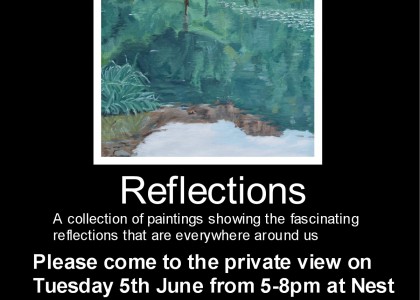 Reflections
A collection of paintings showing the fascinating
reflections that are everywhere around us
Please come to the private view on
Tuesday 5th June from 5-8pm at Nest